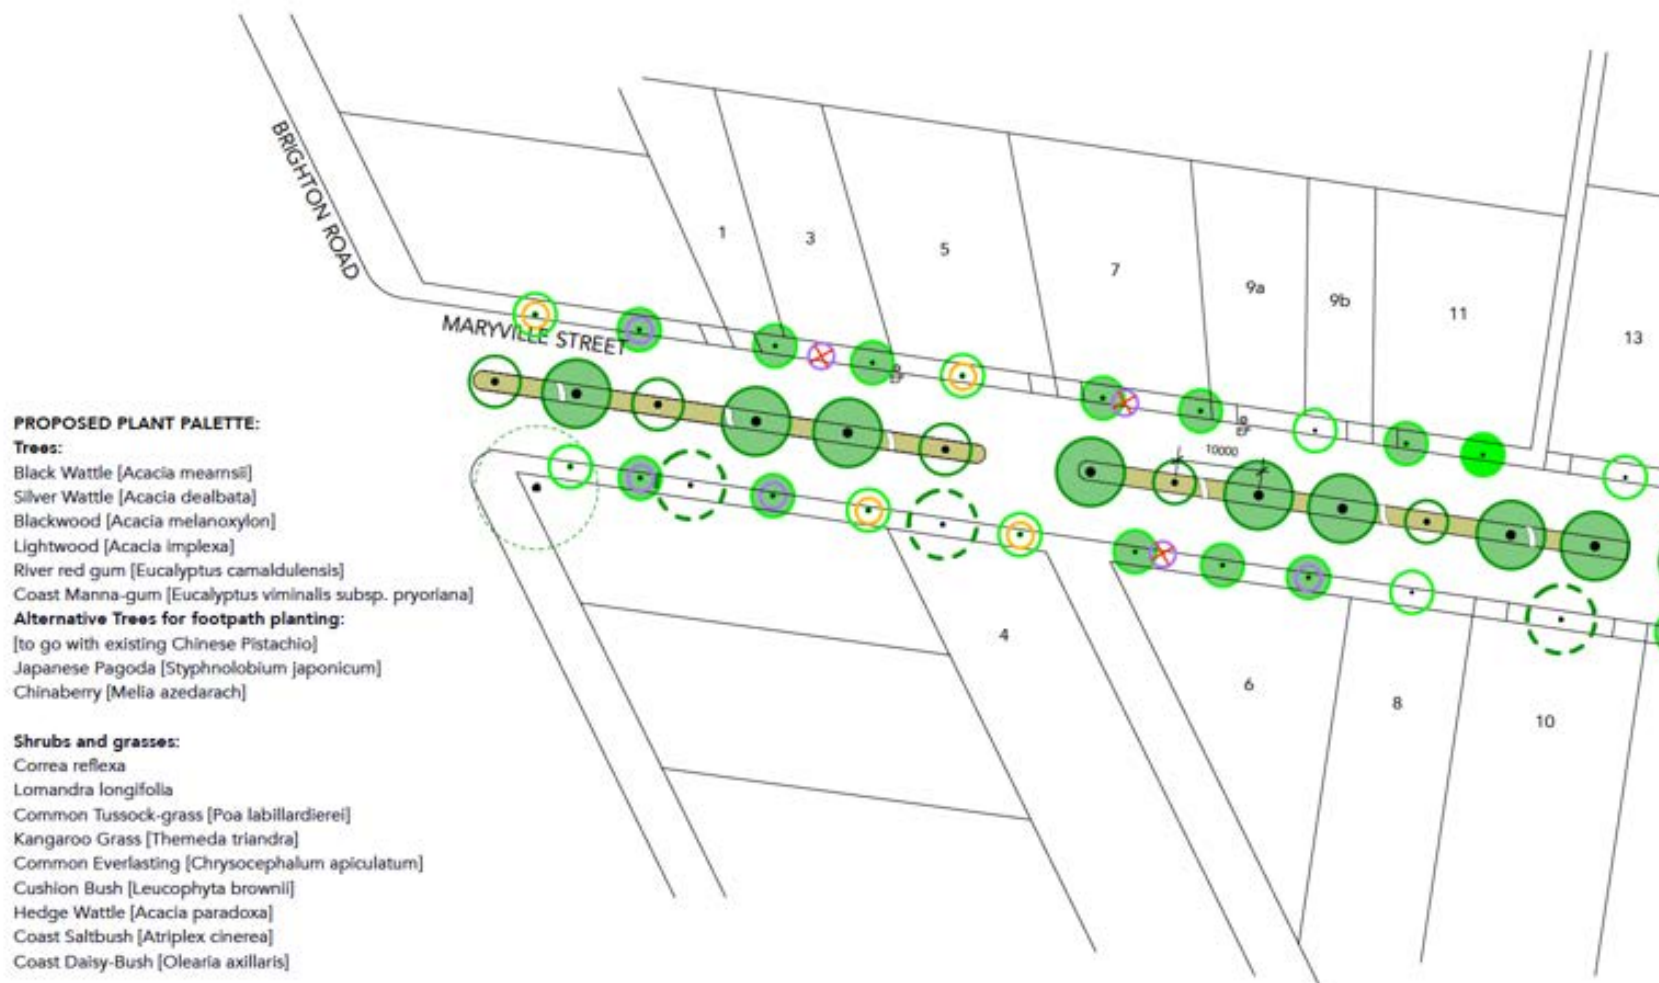 BRIGHTON ROAD
1
3
5
7
9a
9b
11
13
MARYVILLE STREET
EP
EP
10000
4
6
8
10
PROPOSED PLANT PALETTE:
Trees:
Black Wattle [Acacia mearnsii]
Silver Wattle [Acacia dealbata]
Blackwood [Acacia melanoxylon]
Lightwood [Acacia implexa]
River red gum [Eucalyptus camaldulensis]
Coast Manna-gum [Eucalyptus viminalis subsp. pryoriana]
Alternative Trees for footpath planting:
[to go with existing Chinese Pistachio]
Japanese Pagoda [Styphnolobium japonicum]
Chinaberry [Melia azedarach]
Shrubs and grasses:
Correa reflexa
Lomandra longifolia
Common Tussock-grass [Poa labillardierei]
Kangaroo Grass [Themeda triandra]
Common Everlasting [Chrysocephalum apiculatum]
Cushion Bush [Leucophyta brownii]
Hedge Wattle [Acacia paradoxa]
Coast Saltbush [Atriplex cinerea]
Coast Daisy-Bush [Olearia axillaris]